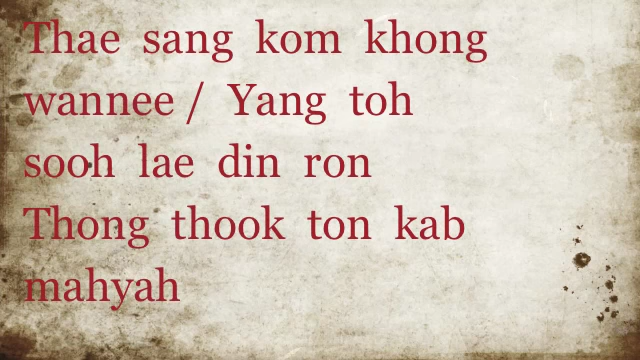 Thae sang kom khong
wannee / Yang toh
sooh lae din ron
Thong thook ton kab
mahyah